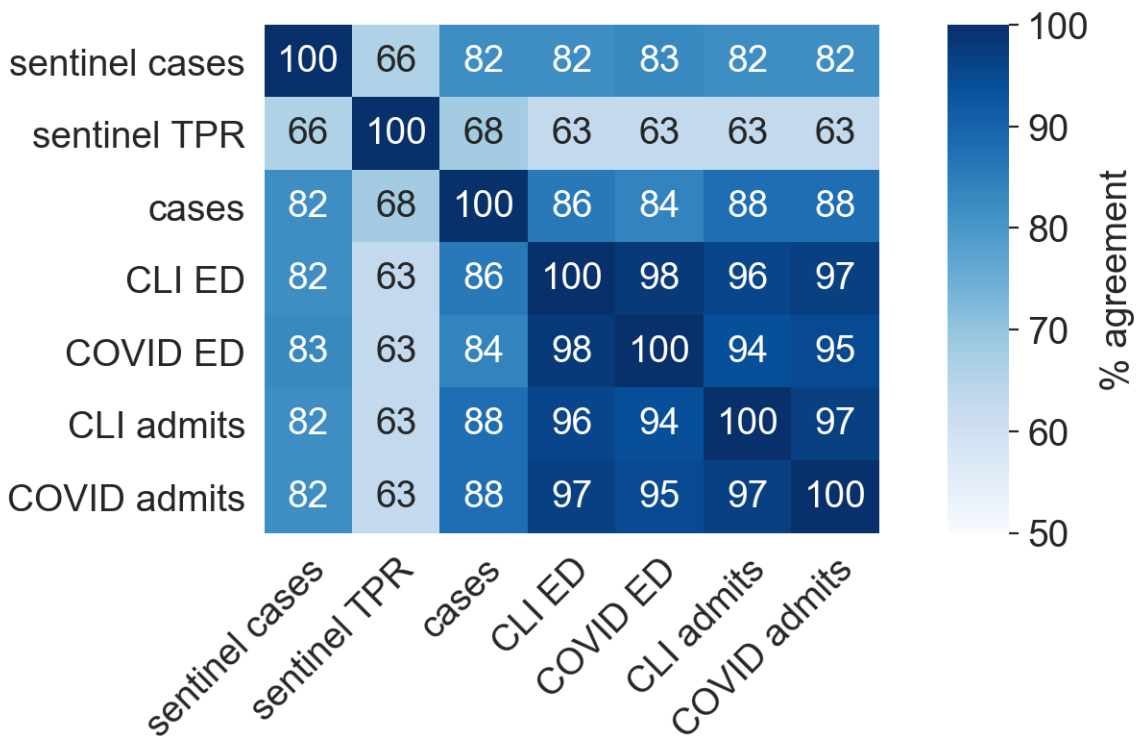 sentinel cases 100 66 82 82 83 82 82
sentinel TPR 66 100 68 63 63 63 63
cases 82 68 100 86 84 88 88
CLI ED 82 63 86 100 98 96 97
COVID ED 83 63 84 98 100 94 95
CLI admits 82 63 88 96 94 100 97
COVID admits 82 63 88 97 95 97 100
sentinel cases
sentinel TPR
cases
CLI ED
COVID ED
CLI admits
COVID admits
100
90
80
70
60
50
% agreement